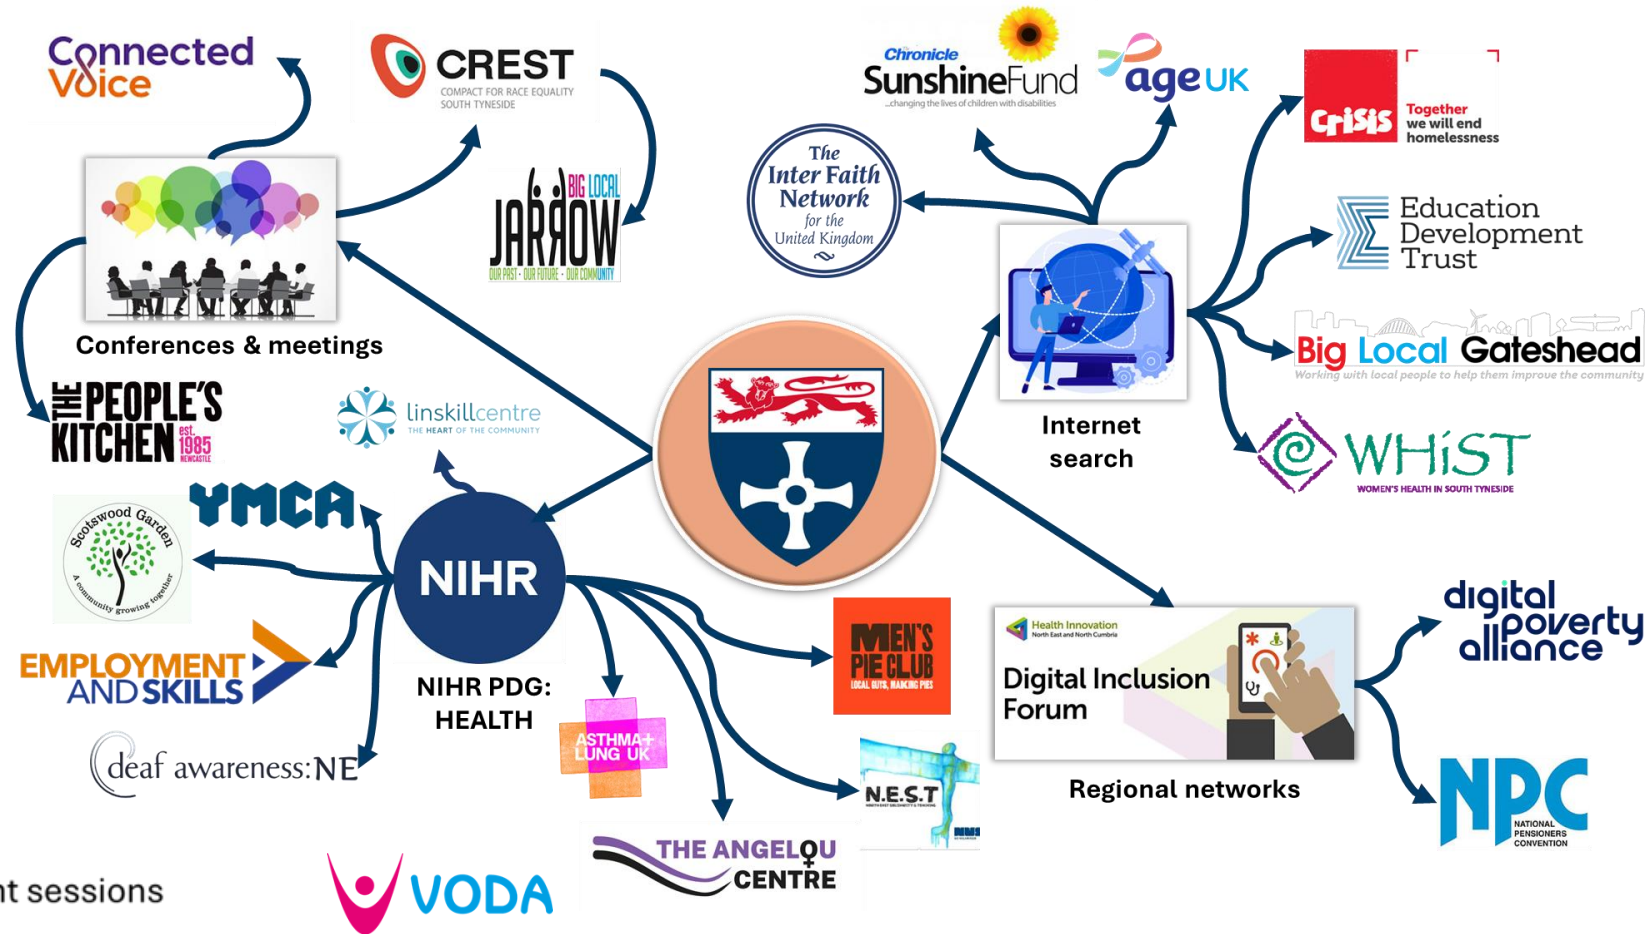 Connected
Voice
CREST
COMPACT FOR RACE EQUALITY
SOUTH TYNESIDE
BIG LOCAL
JARROW
OUR PAST · OUR FUTURE · OUR COMMUNITY
Conferences & meetings
THE PEOPLE'S
KITCHEN
est.
1985
NEWCASTLE
Chronicle
SunshineFund
...changing the lives of children with disabilities
age UK
The
Inter Faith
Network
for the
United Kingdom
Crisis
Together
we will end
homelessness
Education
Development
Trust
Big Local Gateshead
Working with local people to help them improve the community
WHiST
WOMEN'S HEALTH IN SOUTH TYNESIDE
Internet
search
linskillcentre
THE HEART OF THE COMMUNITY
YMCA
Scotswood Garden
A community growing together
EMPLOYMENT
AND SKILLS
deaf awareness:NE
NIHR
NIHR PDG:
HEALTH
ASTHMA+
LUNG UK
MEN'S
PIE CLUB
LOCAL GUYS, MAKING PIES
N.E.S.T
THE ANGELOU
CENTRE
VODA
Health Innovation
North East and North Cumbria
Digital Inclusion
Forum
Regional networks
digital
poverty
alliance
NPC
NATIONAL
PENSIONERS
CONVENTION
nt sessions